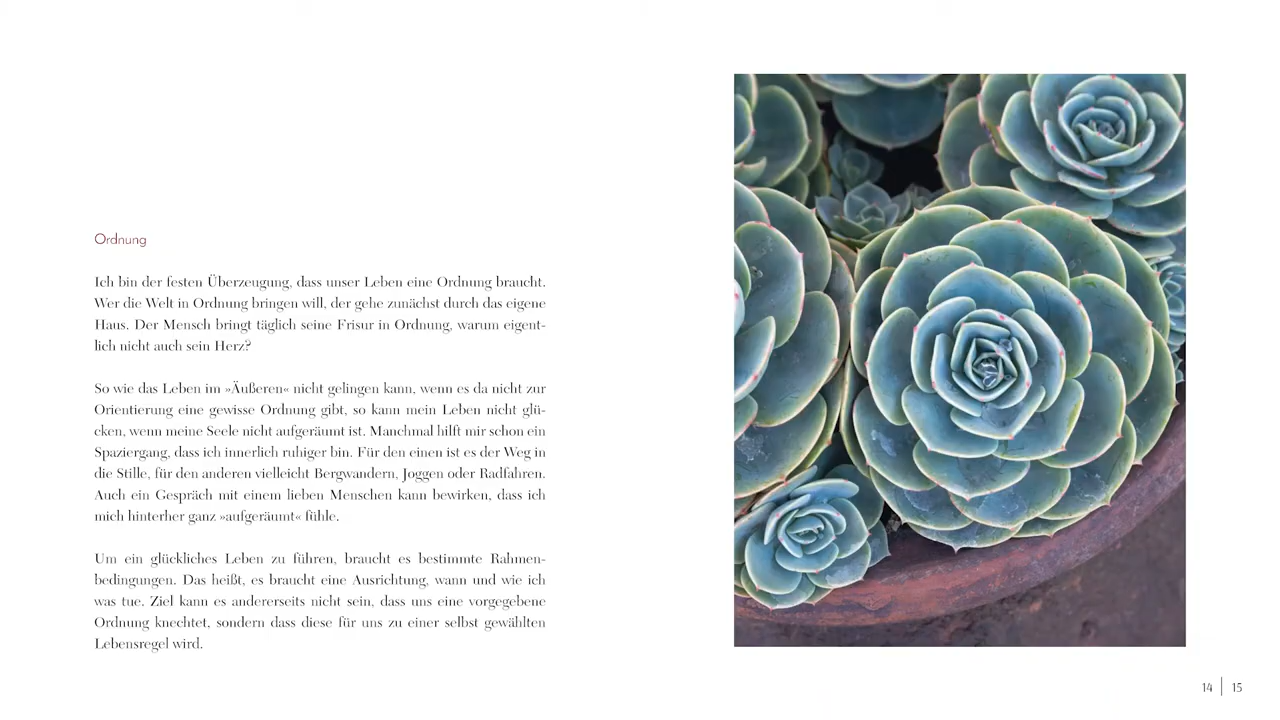 Ordnung
Ich bin der festen Überzeugung, dass unser Leben eine Ordnung braucht.
Wer die Welt in Ordnung bringen will, der gehe zunächst durch das eigene
Haus. Der Mensch bringt täglich seine Frisur in Ordnung, warum eigent-
lich nicht auch sein Herz?
So wie das Leben im »Äußeren« nicht gelingen kann, wenn es da nicht zur
Orientierung eine gewisse Ordnung gibt, so kann mein Leben nicht glü-
cken, wenn meine Seele nicht aufgeräumt ist. Manchmal hilft mir schon ein
Spaziergang, dass ich innerlich ruhiger bin. Für den einen ist es der Weg in
die Stille, für den anderen vielleicht Bergwandern, Joggen oder Radfahren.
Auch ein Gespräch mit einem lieben Menschen kann bewirken, dass ich
mich hinterher ganz »aufgeräumt« fühle.
Um ein glückliches Leben zu führen, braucht es bestimmte Rahmen-
bedingungen. Das heißt, es braucht eine Ausrichtung, wann und wie ich
was tue. Ziel kann es andererseits nicht sein, dass uns eine vorgegebene
Ordnung knechtet, sondern dass diese für uns zu einer selbst gewählten
Lebensregel wird.
14 | 15